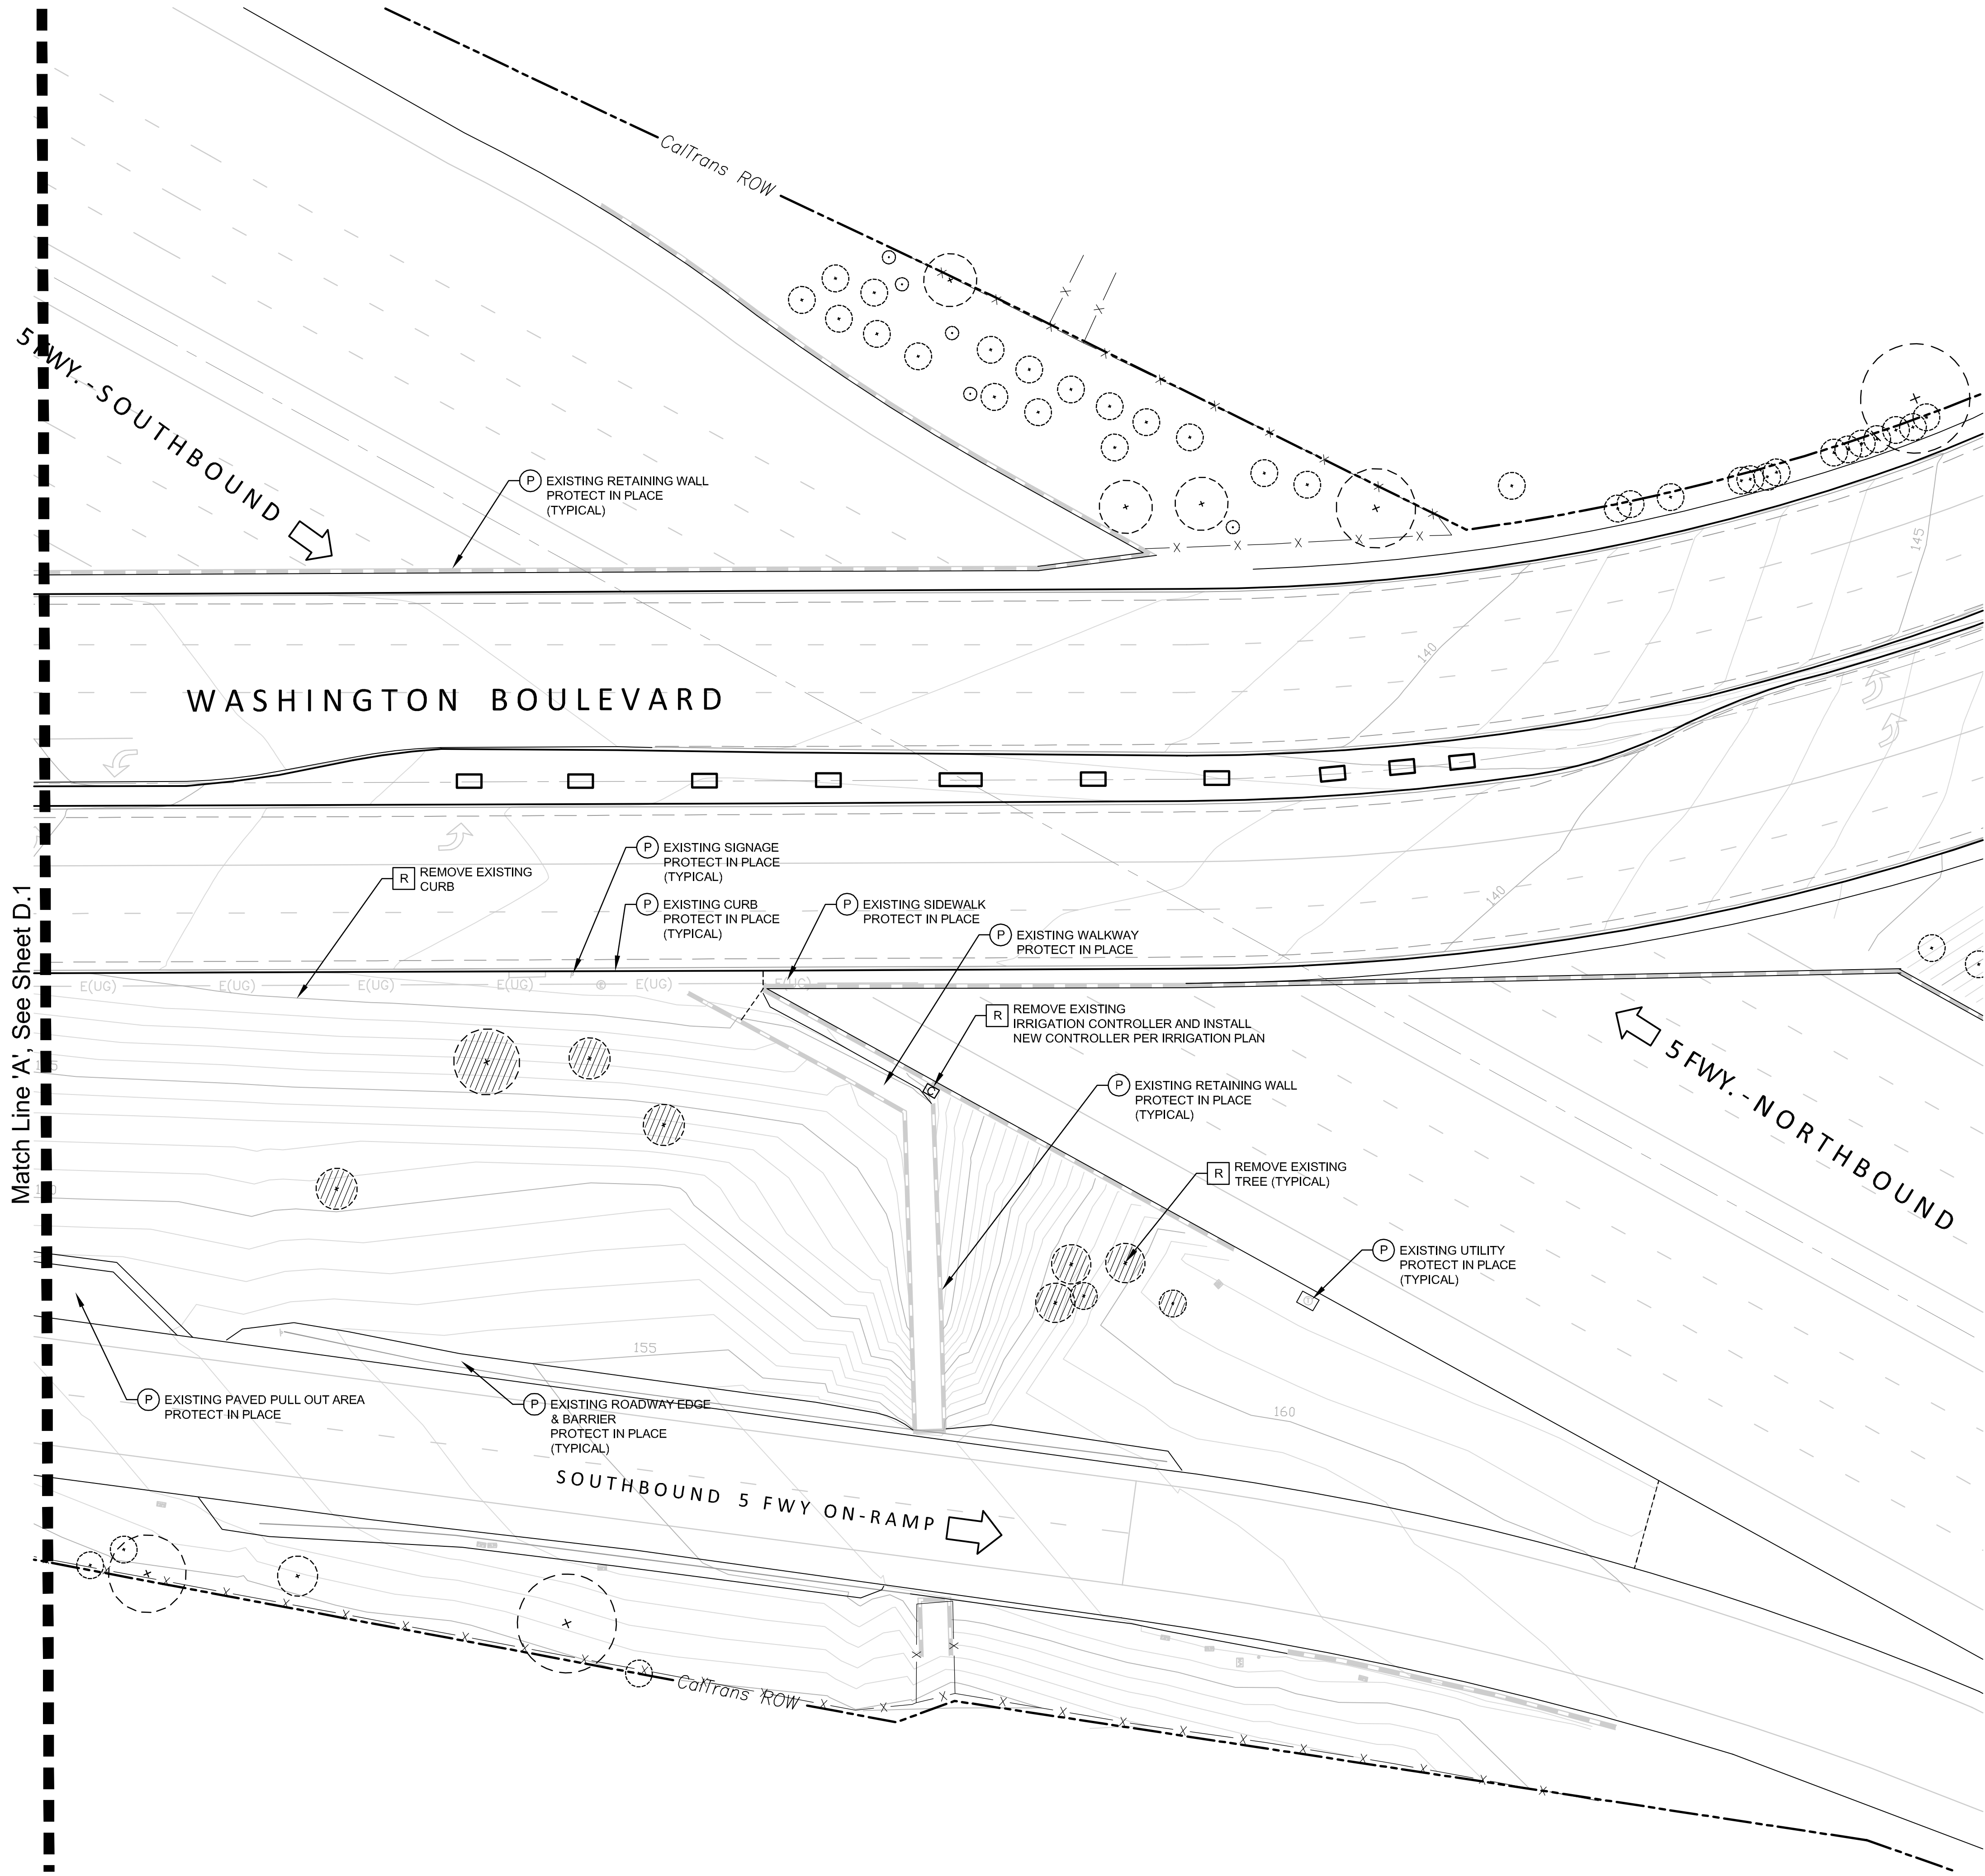 CalTrans ROW
5 FWY.-SOUTHBOUND
P EXISTING RETAINING WALL
PROTECT IN PLACE
(TYPICAL)
145
140
WASHINGTON BOULEVARD
P EXISTING SIGNAGE
PROTECT IN PLACE
(TYPICAL)
R REMOVE EXISTING
CURB
140
P EXISTING CURB
PROTECT IN PLACE
(TYPICAL)
P EXISTING SIDEWALK
PROTECT IN PLACE
P EXISTING WALKWAY
PROTECT IN PLACE
Match Line 'A', See Sheet D.1
E(UG) E(UG) E(UG) E(UG) E(UG) E(UG)
R REMOVE EXISTING
IRRIGATION CONTROLLER AND INSTALL
NEW CONTROLLER PER IRRIGATION PLAN
C
5 FWY.-NORTHBOUND
P EXISTING RETAINING WALL
PROTECT IN PLACE
(TYPICAL)
R REMOVE EXISTING
TREE (TYPICAL)
P EXISTING UTILITY
PROTECT IN PLACE
(TYPICAL)
155
P EXISTING PAVED PULL OUT AREA
PROTECT IN PLACE
P EXISTING ROADWAY EDGE
& BARRIER
PROTECT IN PLACE
(TYPICAL)
160
SOUTHBOUND 5 FWY ON-RAMP
CalTrans ROW